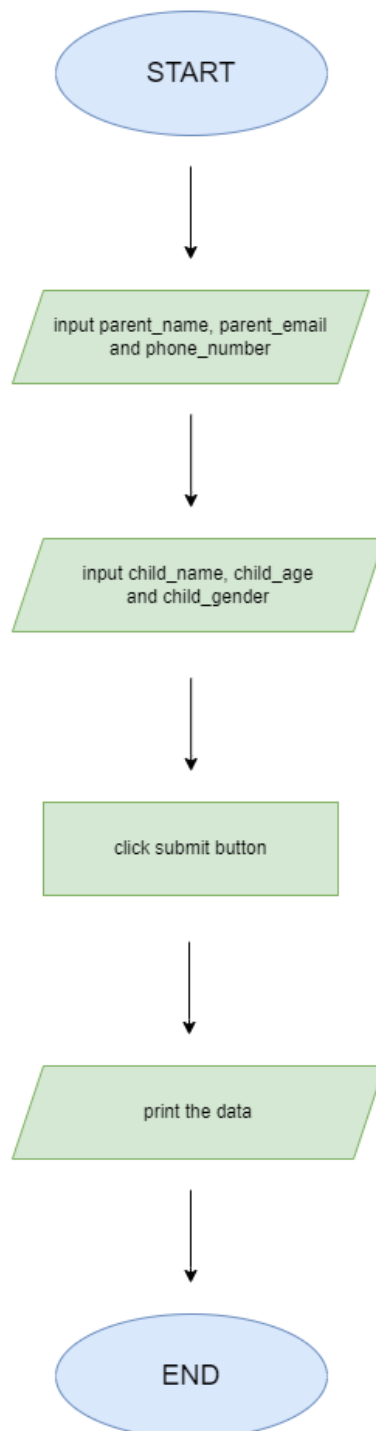 START
input parent_name, parent_email
and phone_number
input child_name, child_age
and child_gender
click submit button
print the data
END